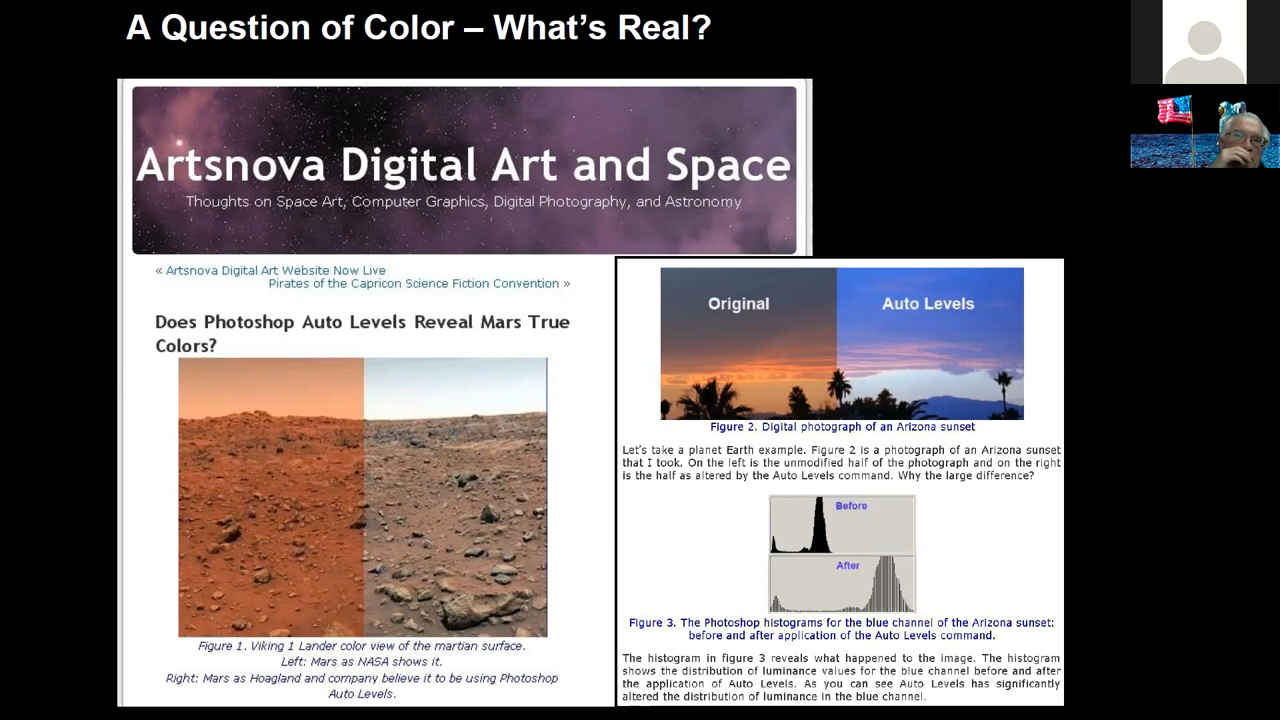 A Question of Color – What’s Real?
Artsnova Digital Art and Space
Thoughts on Space Art, Computer Graphics, Digital Photography, and Astronomy
« Artsnova Digital Art Website Now Live
Pirates of the Capricon Science Fiction Convention »
Does Photoshop Auto Levels Reveal Mars True
Colors?
Figure 1. Viking 1 Lander color view of the martian surface.
Left: Mars as NASA shows it.
Right: Mars as Hoagland and company believe it to be using Photoshop
Auto Levels.
Original
Auto Levels
Figure 2. Digital photograph of an Arizona sunset
Let’s take a planet Earth example. Figure 2 is a photograph of an Arizona sunset
that I took. On the left is the unmodified half of the photograph and on the right
is the half as altered by the Auto Levels command. Why the large difference?
Before
After
Figure 3. The Photoshop histograms for the blue channel of the Arizona sunset:
before and after application of the Auto Levels command.
The histogram in figure 3 reveals what happened to the image. The histogram
shows the distribution of luminance values for the blue channel before and after
the application of Auto Levels. As you can see Auto Levels has significantly
altered the distribution of luminance in the blue channel.